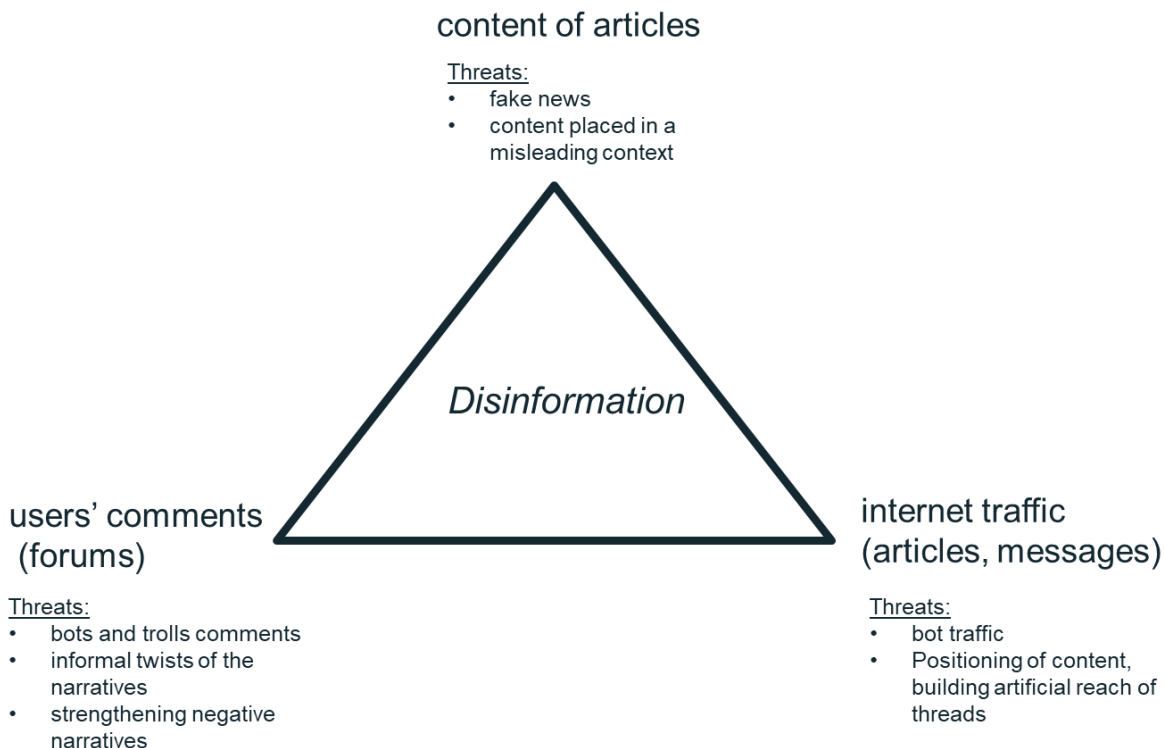 content of articles
Threats:
• fake news
• content placed in a
misleading context
Disinformation
users’ comments
(forums)
Threats:
• bots and trolls comments
• informal twists of the
narratives
• strengthening negative
narratives
internet traffic
(articles, messages)
Threats:
• bot traffic
• Positioning of content,
building artificial reach of
threads